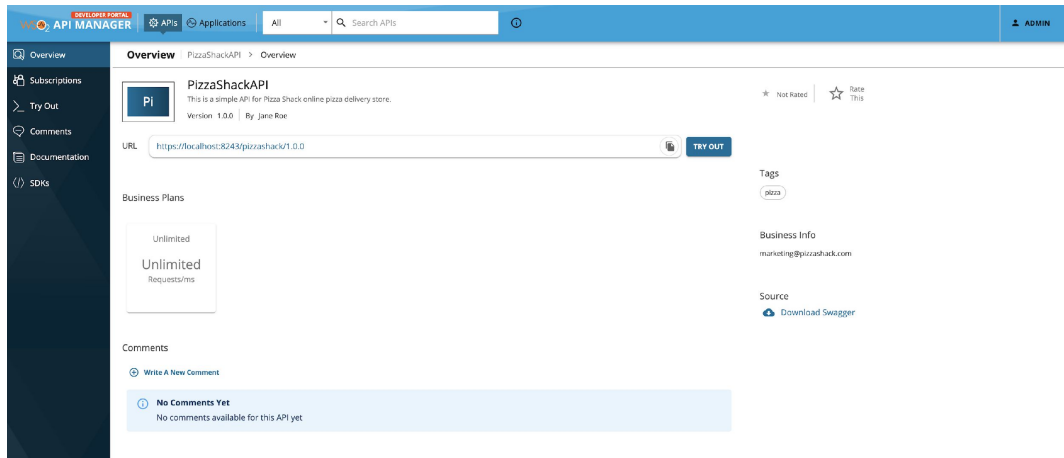 DEVELOPER PORTAL
WSO2 API MANAGER
APIs
Applications
All
Search APIs
ADMIN
Overview
Subscriptions
Try Out
Comments
Documentation
SDKs
Overview PizzaShackAPI > Overview
Pi
PizzaShackAPI
This is a simple API for Pizza Shack online pizza delivery store.
Version 1.0.0 By Jane Roe
Not Rated
Rate
This
URL https://localhost:8243/pizzashack/1.0.0 TRY OUT
Tags
pizza
Business Plans
Unlimited
Unlimited
Requests/ms
Business Info
marketing@pizzashack.com
Source
Download Swagger
Comments
Write A New Comment
No Comments Yet
No comments available for this API yet